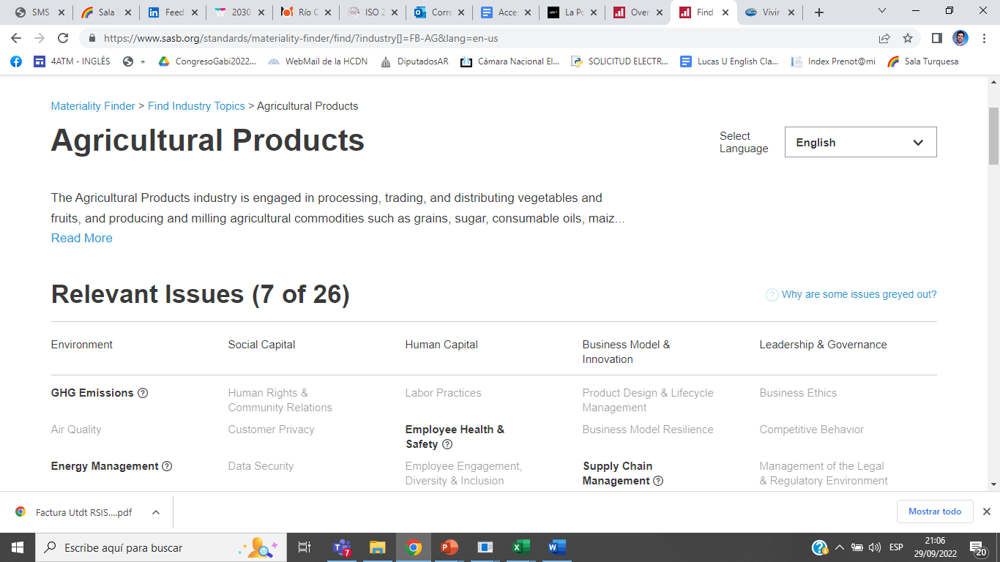 SMS
Sala
Feed
2030
Río C
ISO 2
Corre
Acces
La Po
Over
Find
Vivir
https://www.sasb.org/standards/materiality-finder/find/?industry[]=FB-AG&lang=en-us
4ATM - INGLÉS
+
CongresoGabi2022...
WebMail de la HCDN
DiputadosAR
Cámara Nacional El...
SOLICITUD ELECTR...
Lucas U English Cla...
Index Prenot@mi
Sala Turquesa
Materiality Finder > Find Industry Topics > Agricultural Products
Agricultural Products
Select
Language
English
The Agricultural Products industry is engaged in processing, trading, and distributing vegetables and
fruits, and producing and milling agricultural commodities such as grains, sugar, consumable oils, maiz...
Read More
Relevant Issues (7 of 26)
Why are some issues greyed out?
Environment
Social Capital
Human Capital
Business Model &
Innovation
Leadership & Governance
GHG Emissions
Human Rights &
Community Relations
Labor Practices
Product Design & Lifecycle
Management
Business Ethics
Air Quality
Customer Privacy
Employee Health &
Safety
Business Model Resilience
Competitive Behavior
Energy Management
Data Security
Employee Engagement,
Diversity & Inclusion
Supply Chain
Management
Management of the Legal
& Regulatory Environment
Factura Utdt RSIS....pdf
Mostrar todo
Escribe aquí para buscar
7
ESP
21:06
29/09/2022
20